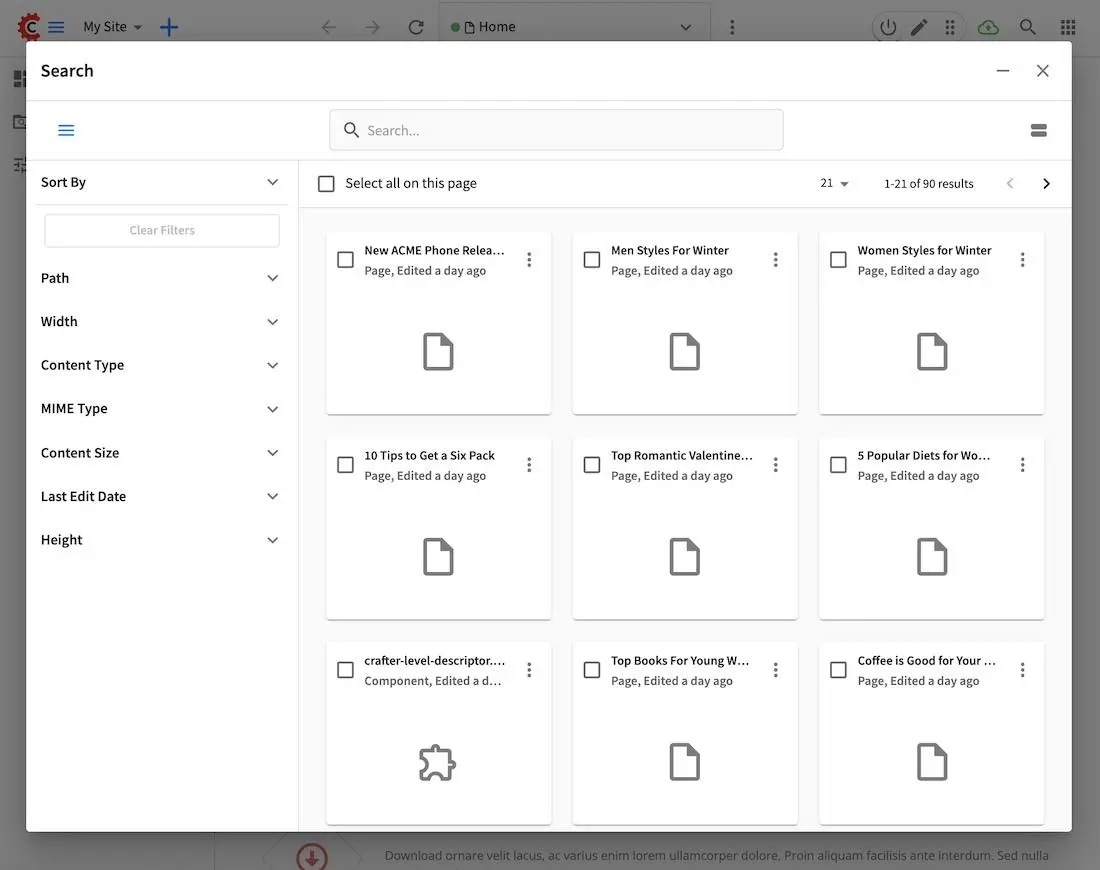 My Site
Home
Search
Search...
Sort By
Clear Filters
Path
Width
Content Type
MIME Type
Content Size
Last Edit Date
Height
Select all on this page
21
1-21 of 90 results
New ACME Phone Relea...
Page, Edited a day ago
Men Styles For Winter
Page, Edited a day ago
Women Styles for Winter
Page, Edited a day ago
10 Tips to Get a Six Pack
Page, Edited a day ago
Top Romantic Valentine...
Page, Edited a day ago
5 Popular Diets for Wo...
Page, Edited a day ago
crafter-level-descriptor....
Component, Edited a d...
Top Books For Young W...
Page, Edited a day ago
Coffee is Good for Your ...
Page, Edited a day ago
Download ornare velit lacus, ac varius enim lorem ullamcorper dolore. Proin aliquam facilisis ante interdum. Sed nulla